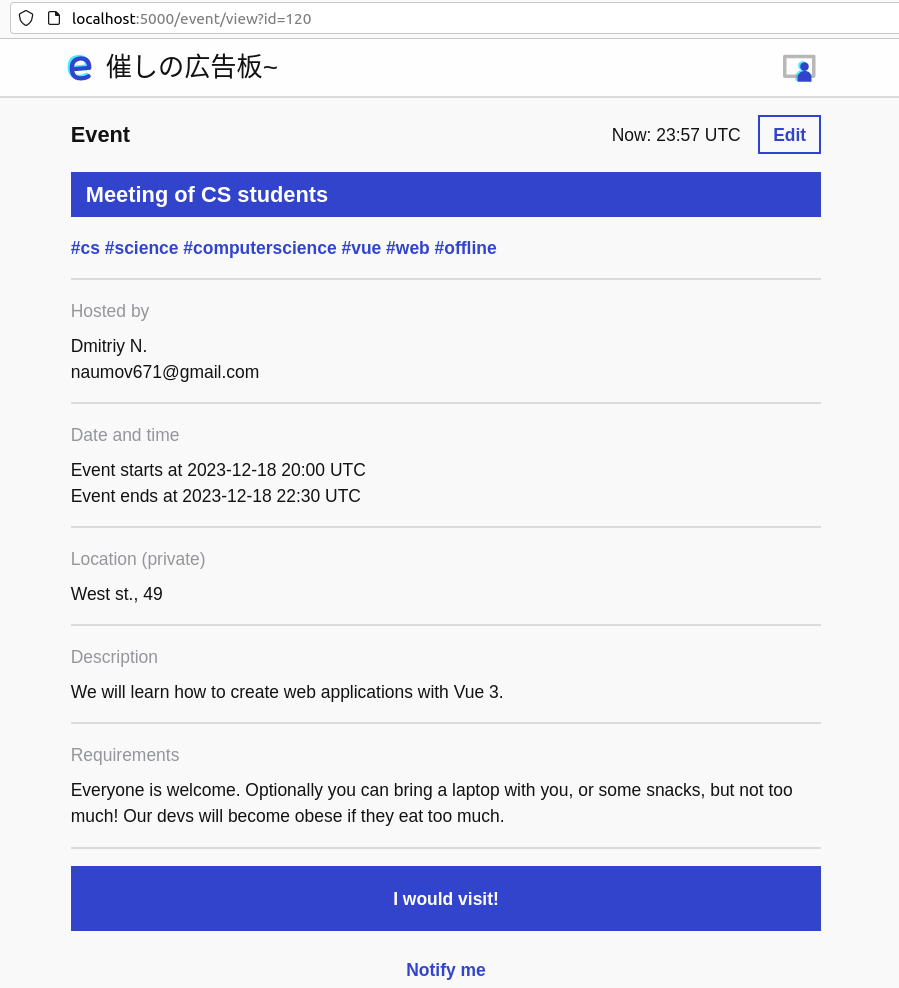 localhost:5000/event/view?id=120
e 催しの広告板~
Event
Now: 23:57 UTC
Edit
Meeting of CS students
#cs #science #computerscience #vue #web #offline
Hosted by
Dmitriy N.
naumov671@gmail.com
Date and time
Event starts at 2023-12-18 20:00 UTC
Event ends at 2023-12-18 22:30 UTC
Location (private)
West st., 49
Description
We will learn how to create web applications with Vue 3.
Requirements
Everyone is welcome. Optionally you can bring a laptop with you, or some snacks, but not too
much! Our devs will become obese if they eat too much.
I would visit!
Notify me